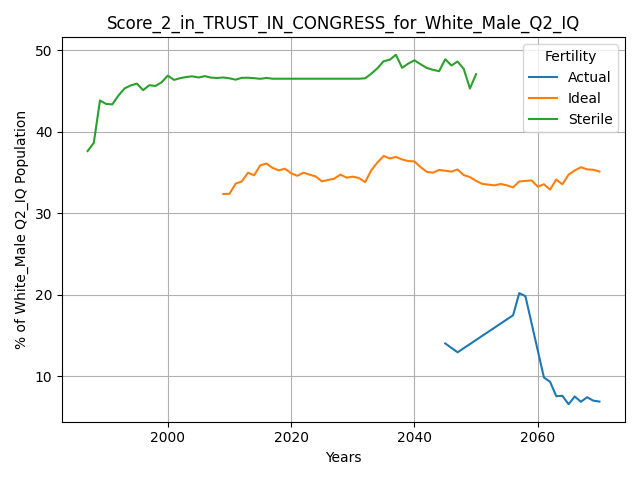 Score_2_in_TRUST_IN_CONGRESS_for_White_Male_Q2_IQ
Fertility
Actual
Ideal
Sterile
% of White_Male Q2_IQ Population
50
40
30
20
10
2000
2020
2040
2060
Years